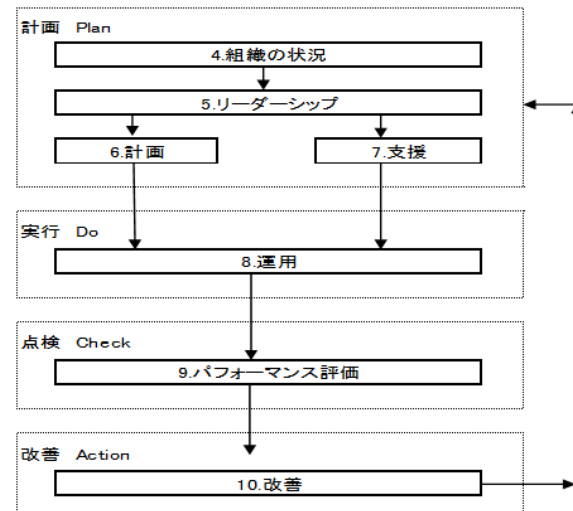 計画 Plan
4.組織の状況
5.リーダーシップ
6.計画
7.支援
実行 Do
8.運用
点検 Check
9.パフォーマンス評価
改善 Action
10.改善